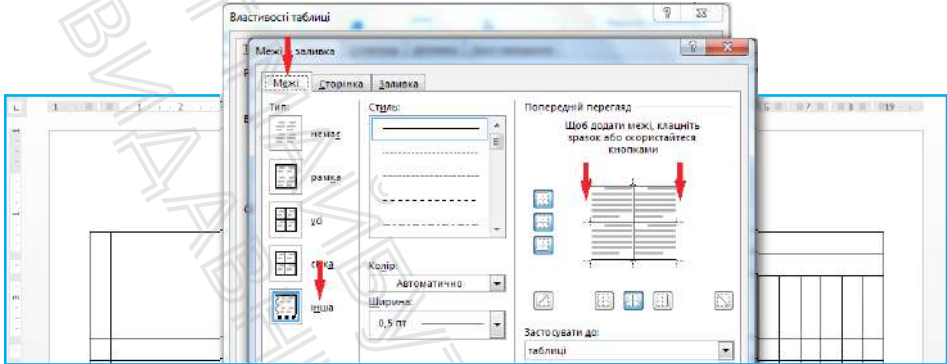 Властивості таблиці
Межі заливка
Межі Сторінка Заливка
Тип:
немає
рамка
усі
сітка
інша
Стиль:
Колір:
Автоматично
Ширина:
0,5 пт
Попередній перегляд
Щоб додати межі, клацніть
зразок або скористайтеся
кнопками
Застосувати до:
таблиці